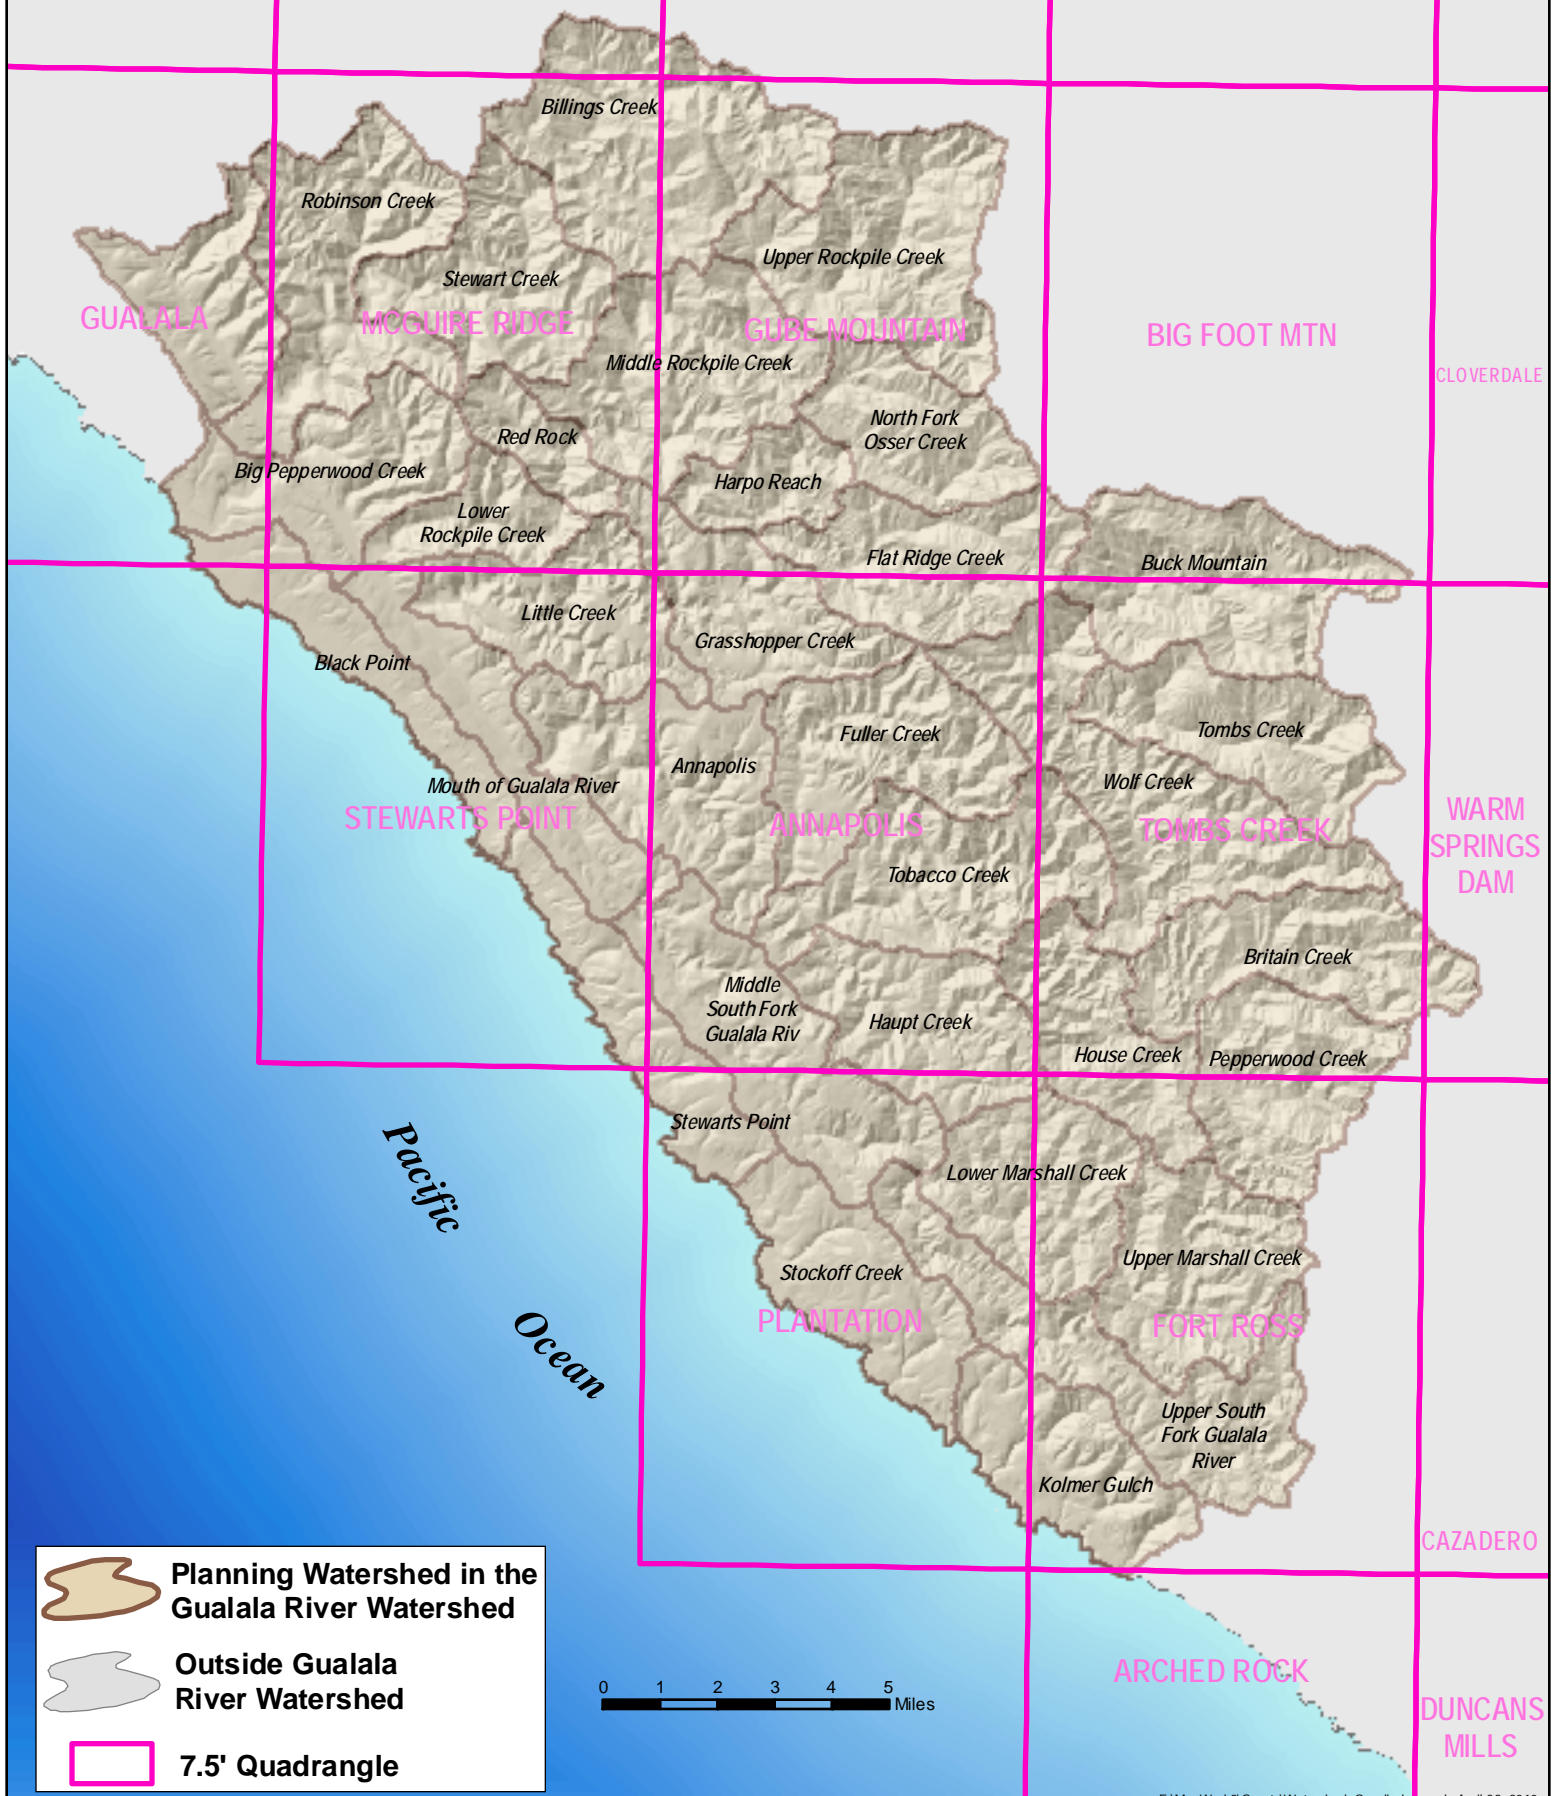 Billings Creek
Robinson Creek
Upper Rockpile Creek
Stewart Creek
GUALALA
MCGUIRE RIDGE
GUBE MOUNTAIN
BIG FOOT MTN
Middle Rockpile Creek
CLOVERDALE
North Fork
Osser Creek
Red Rock
Big Pepperwood Creek
Harpo Reach
Lower
Rockpile Creek
Flat Ridge Creek
Buck Mountain
Little Creek
Grasshopper Creek
Black Point
Tombs Creek
Fuller Creek
Annapolis
Wolf Creek
Mouth of Gualala River
STEWARTS POINT
ANNAPOLIS
TOMBS CREEK
WARM
SPRINGS
DAM
Tobacco Creek
Britain Creek
Middle
South Fork
Gualala Riv
Haupt Creek
House Creek
Pepperwood Creek
Stewarts Point
Pacific
Ocean
Lower Marshall Creek
Upper Marshall Creek
Stockoff Creek
PLANTATION
FORT ROSS
Upper South
Fork Gualala
River
Kolmer Gulch
CAZADERO
ARCHED ROCK
DUNCANS
MILLS
Planning Watershed in the
Gualala River Watershed
Outside Gualala
River Watershed
7.5' Quadrangle
0 1 2 3 4 5
Miles